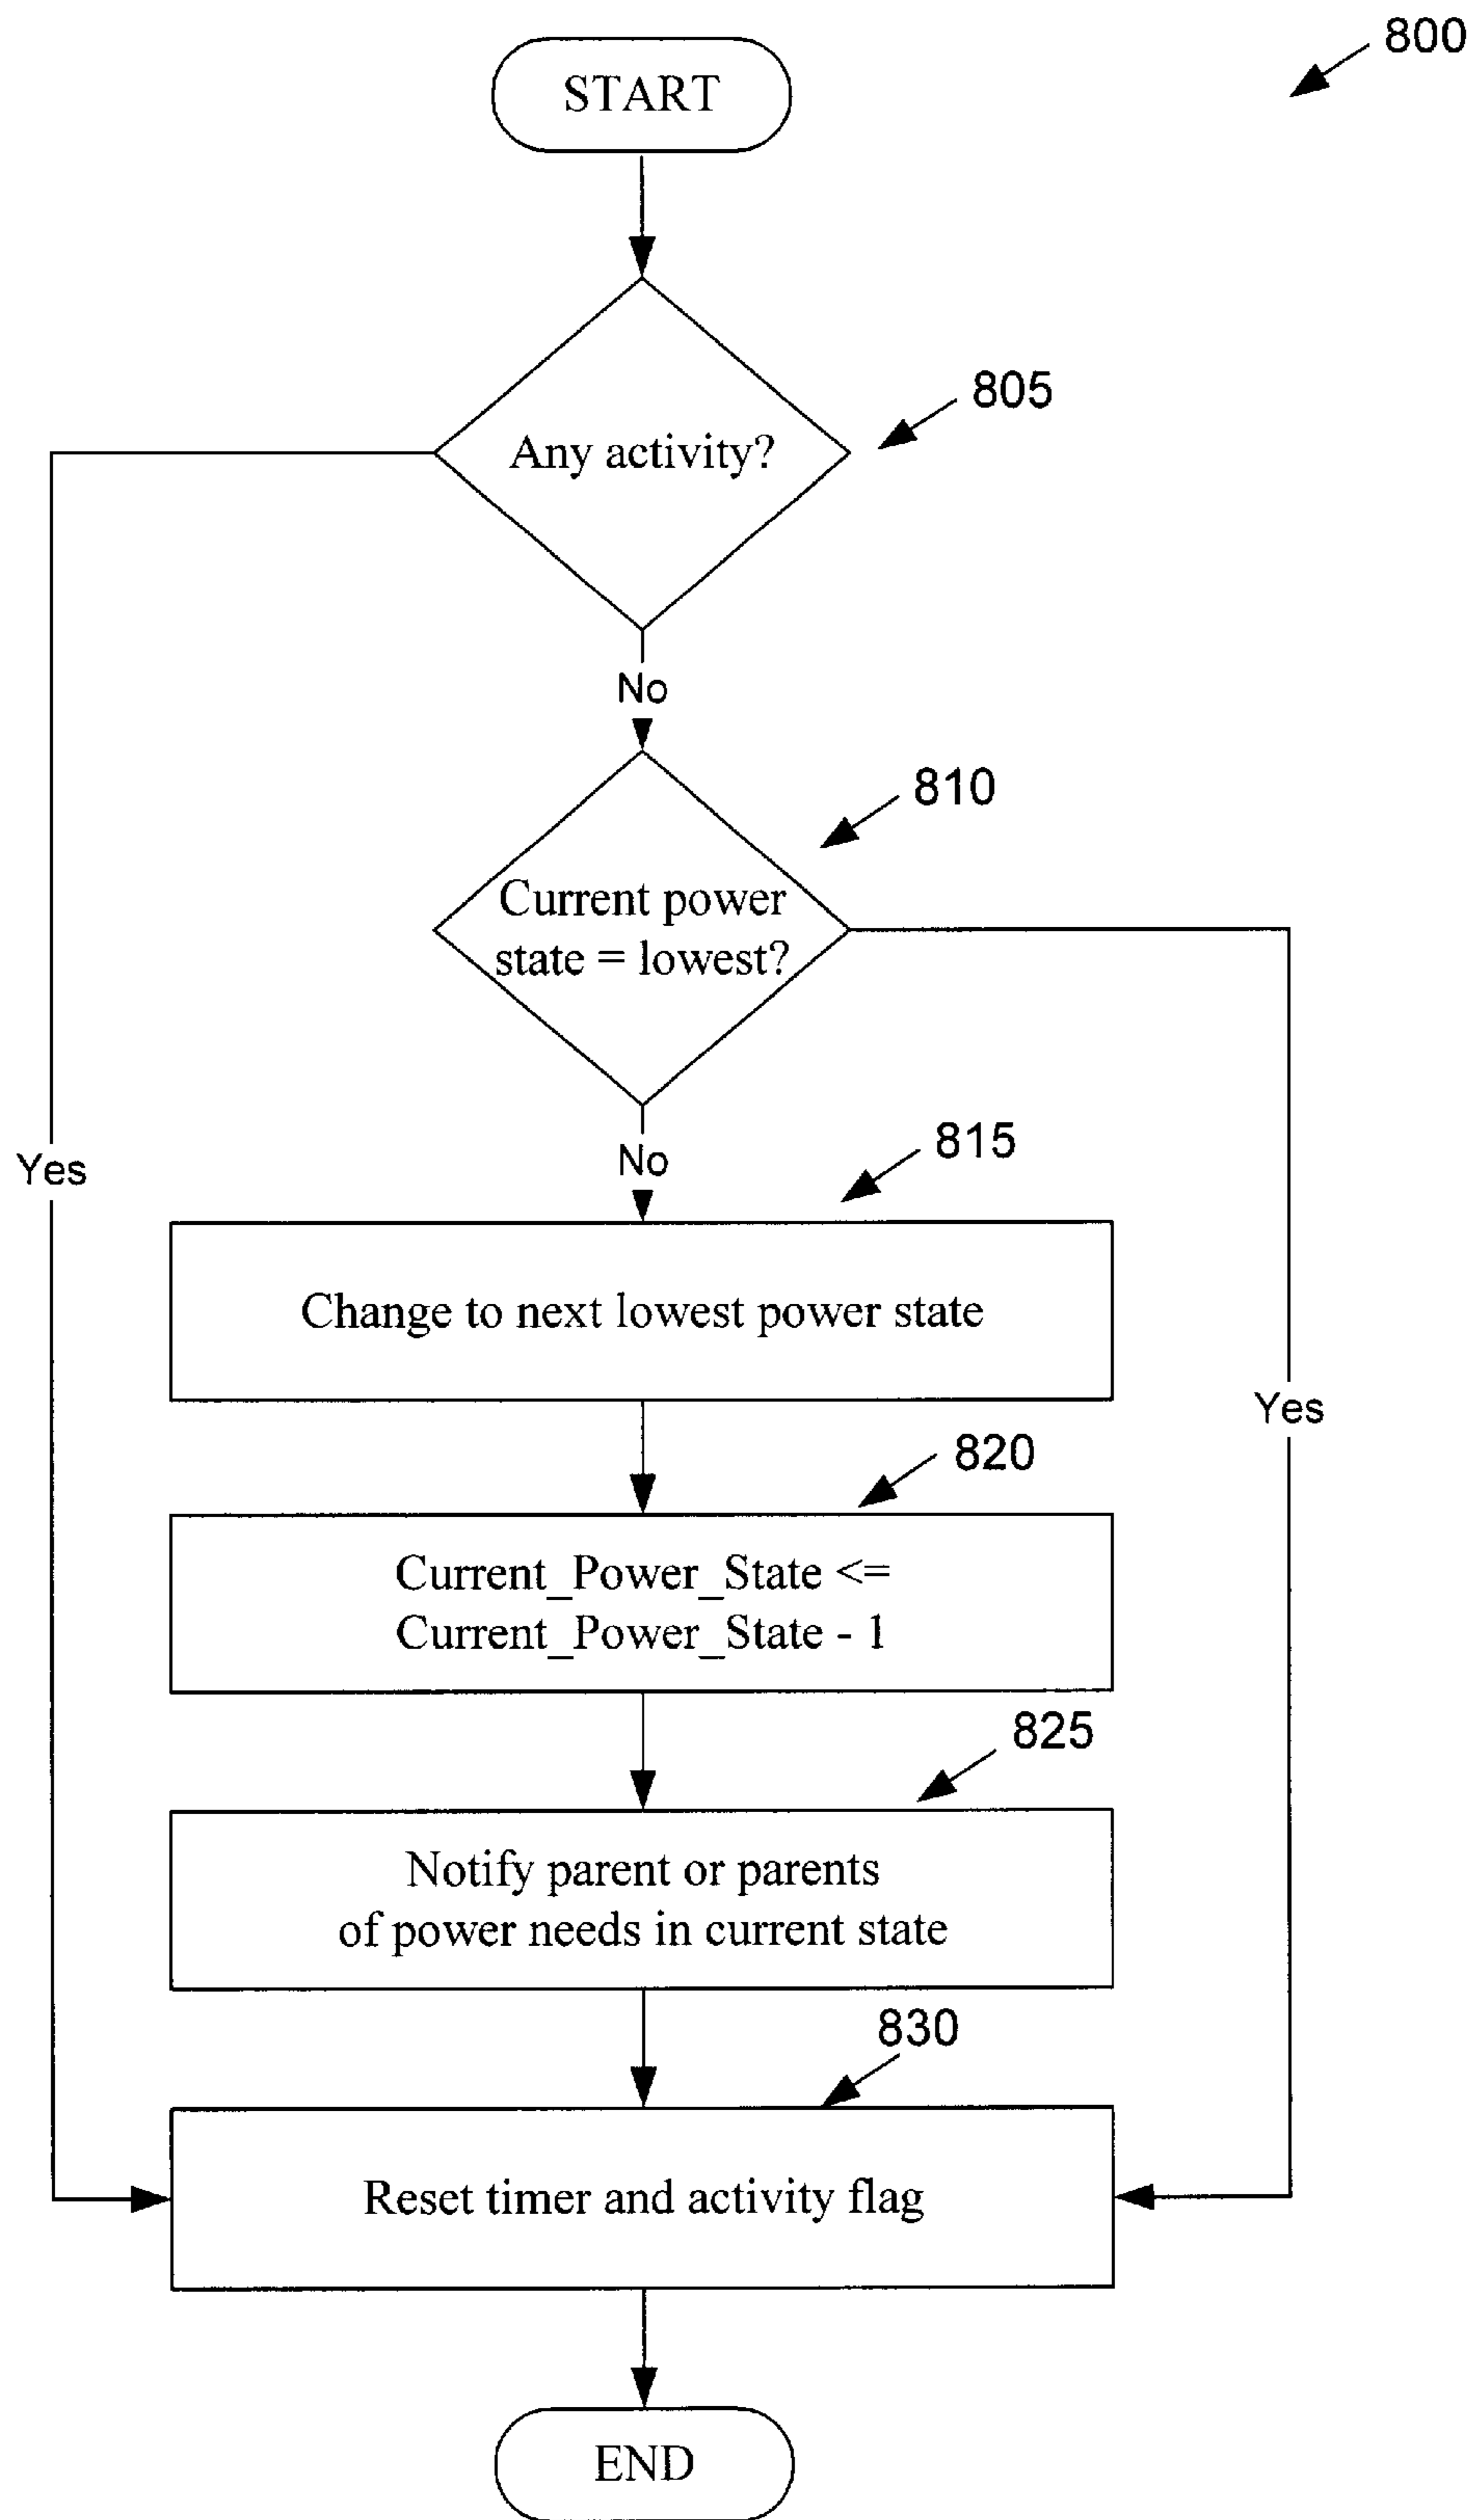 800
START
805
Any activity?
No
810
Current power
state = lowest?
No
815
Yes
Change to next lowest power state
Yes
820
Current_Power_State <=
Current_Power_State - 1
825
Notify parent or parents
of power needs in current state
830
Reset timer and activity flag
END